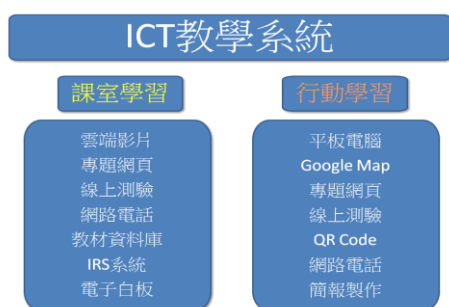 ICT教學系統
課室學習
雲端影片
專題網頁
線上測驗
網路電話
教材資料庫
IRS系統
電子白板
行動學習
平板電腦
Google Map
專題網頁
線上測驗
QR Code
網路電話
簡報製作